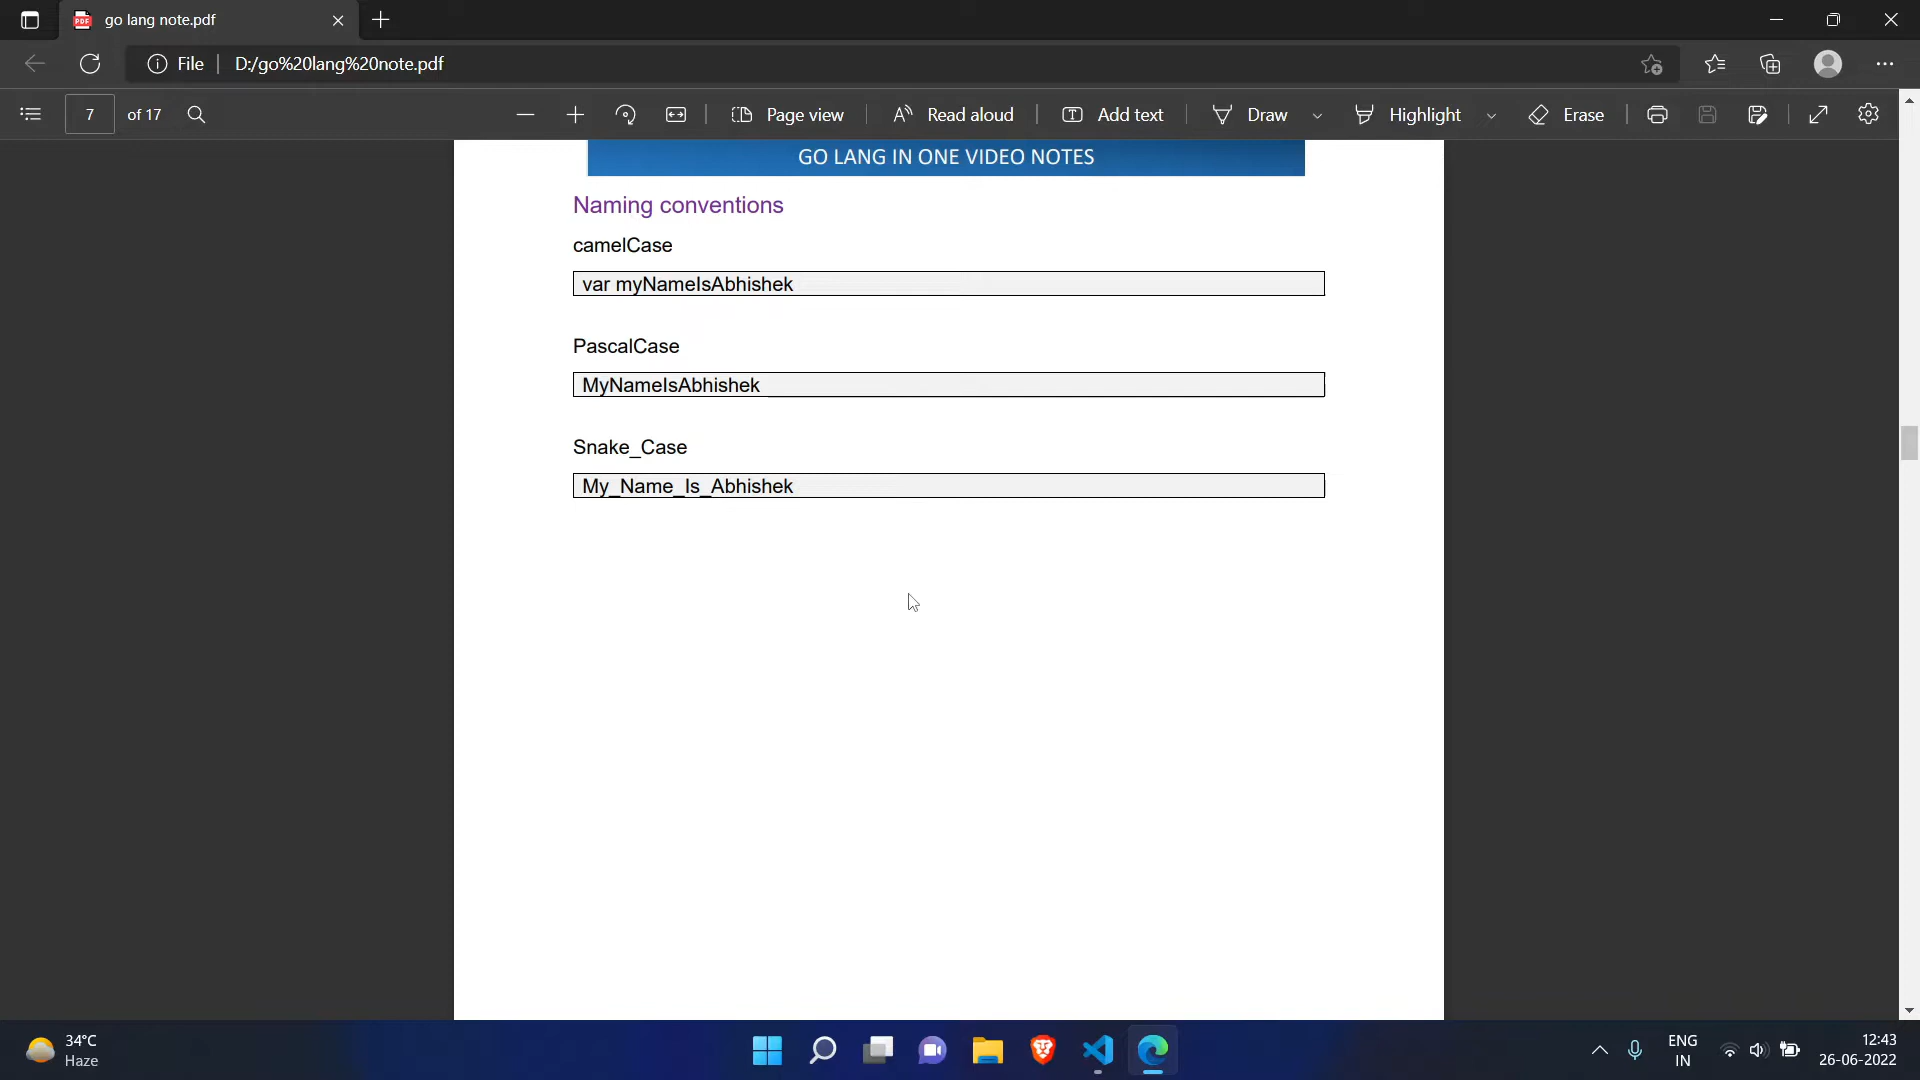 go lang note.pdf
File D:/go%20lang%20note.pdf
7 of 17 Page view Read aloud Add text Draw Highlight Erase
GO LANG IN ONE VIDEO NOTES
Naming conventions
camelCase
var myNameIsAbhishek
PascalCase
MyNameIsAbhishek
Snake_Case
My_Name_Is_Abhishek
34°C
Haze
ENG
IN
12:43
26-06-2022